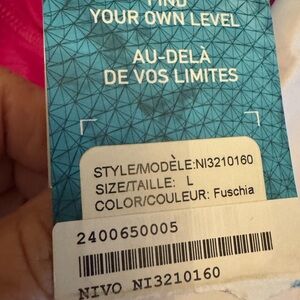 FIND
YOUR OWN LEVEL
AU-DELÀ
DE VOS LIMITES
STYLE/MODÈLE:NI3210160
SIZE/TAILLE: L
COLOR/COULEUR: Fuschia
2400650005
NIVO NI3210160